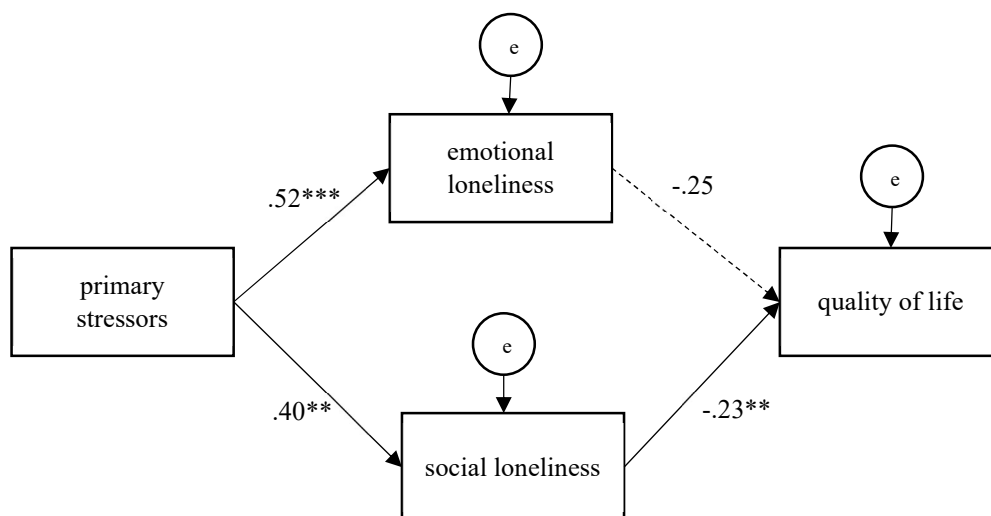 e
emotional
loneliness
e
.52***
-.25
primary
stressors
quality of life
e
.40**
-.23**
social loneliness